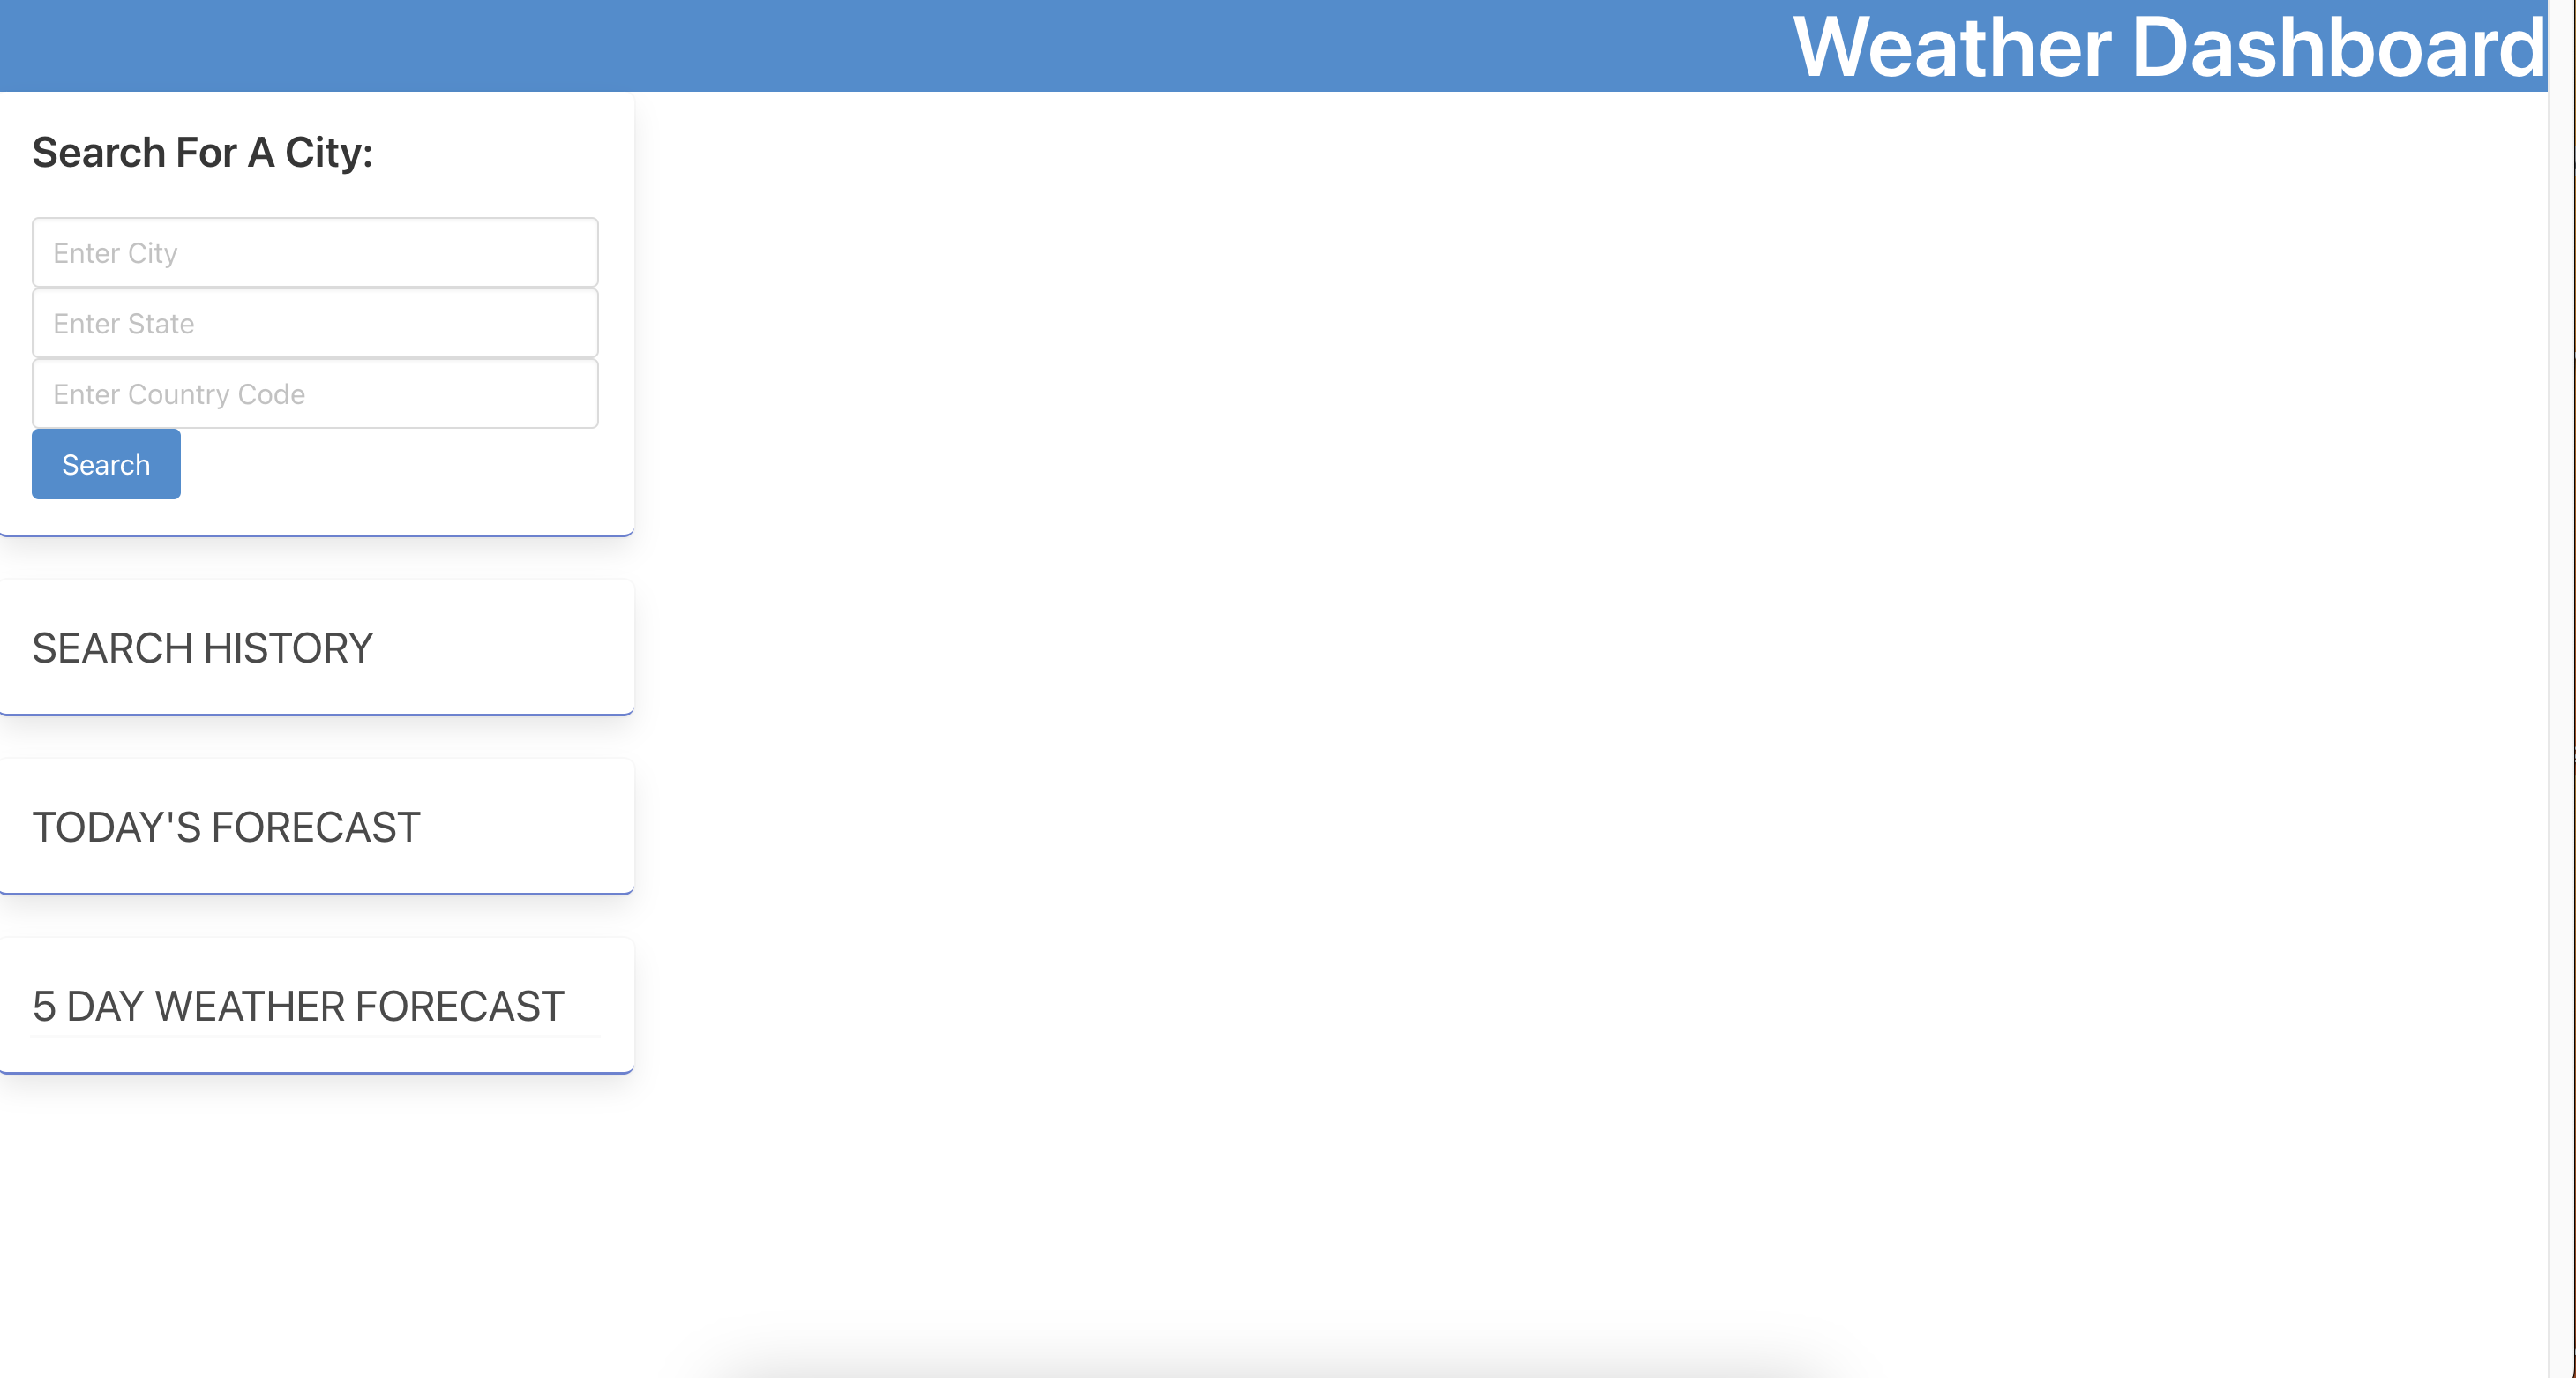 Weather Dashboard
Search For A City:
Enter City
Enter State
Enter Country Code
Search
SEARCH HISTORY
TODAY'S FORECAST
5 DAY WEATHER FORECAST